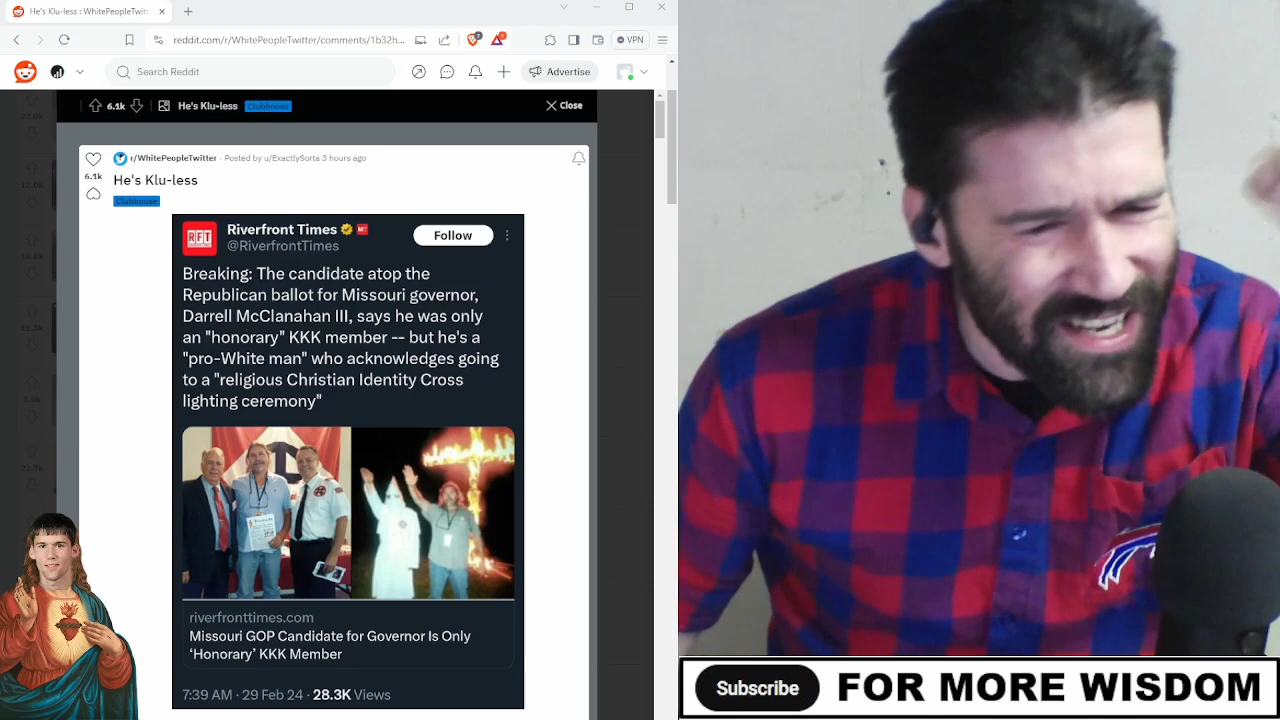 He's Klu-less : WhitePeopleTwitt
reddit.com/r/WhitePeopleTwitter/comments/1b32h...
VPN
Search Reddit
Advertise
6.1k
He's Klu-less
Clubhouse
Close
r/WhitePeopleTwitter · Posted by u/ExactlySorta 3 hours ago
6.1k
He's Klu-less
Clubhouse
RFT
Riverfront Times
@RiverfrontTimes
Follow
Breaking: The candidate atop the
Republican ballot for Missouri governor,
Darrell McClanahan III, says he was only
an "honorary" KKK member -- but he's a
"pro-White man" who acknowledges going
to a "religious Christian Identity Cross
lighting ceremony"
riverfronttimes.com
Missouri GOP Candidate for Governor Is Only
‘Honorary’ KKK Member
7:39 AM · 29 Feb 24 · 28.3K Views
Subscribe
FOR MORE WISDOM